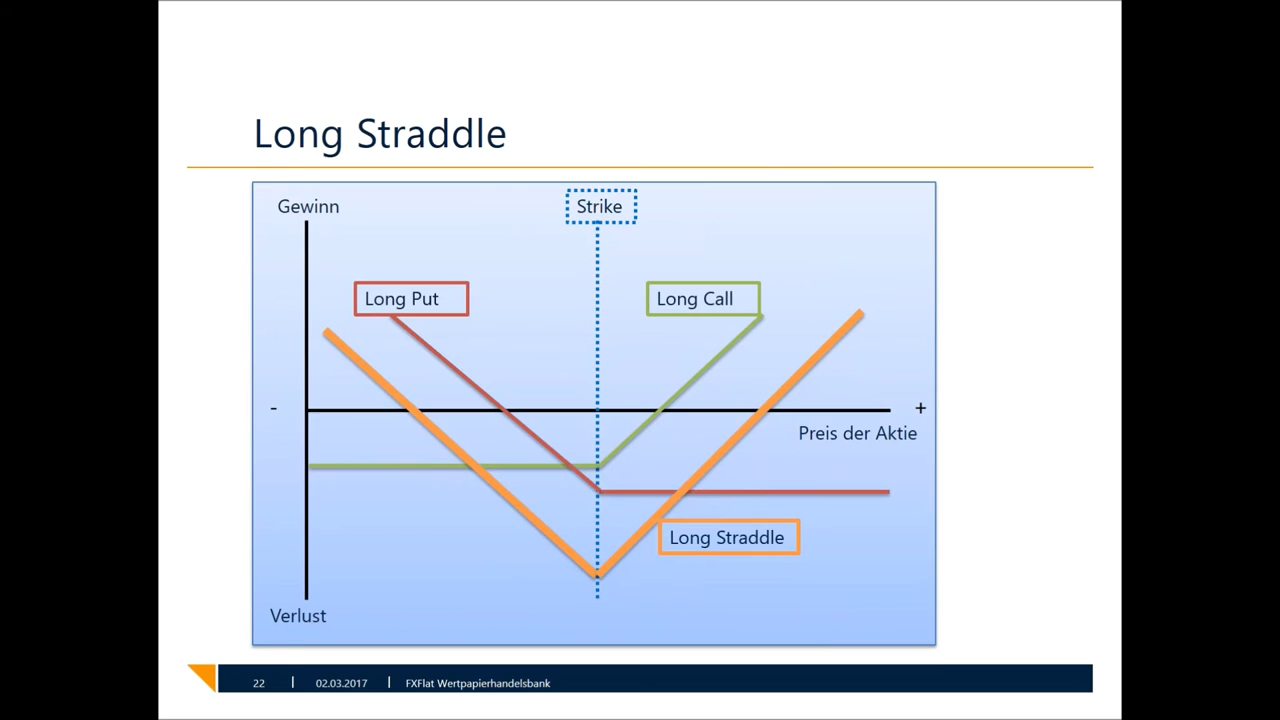 Long Straddle
Gewinn
Strike
Long Put
Long Call
-
+
Preis der Aktie
Long Straddle
Verlust
22 | 02.03.2017 | FXFlat Wertpapierhandelsbank